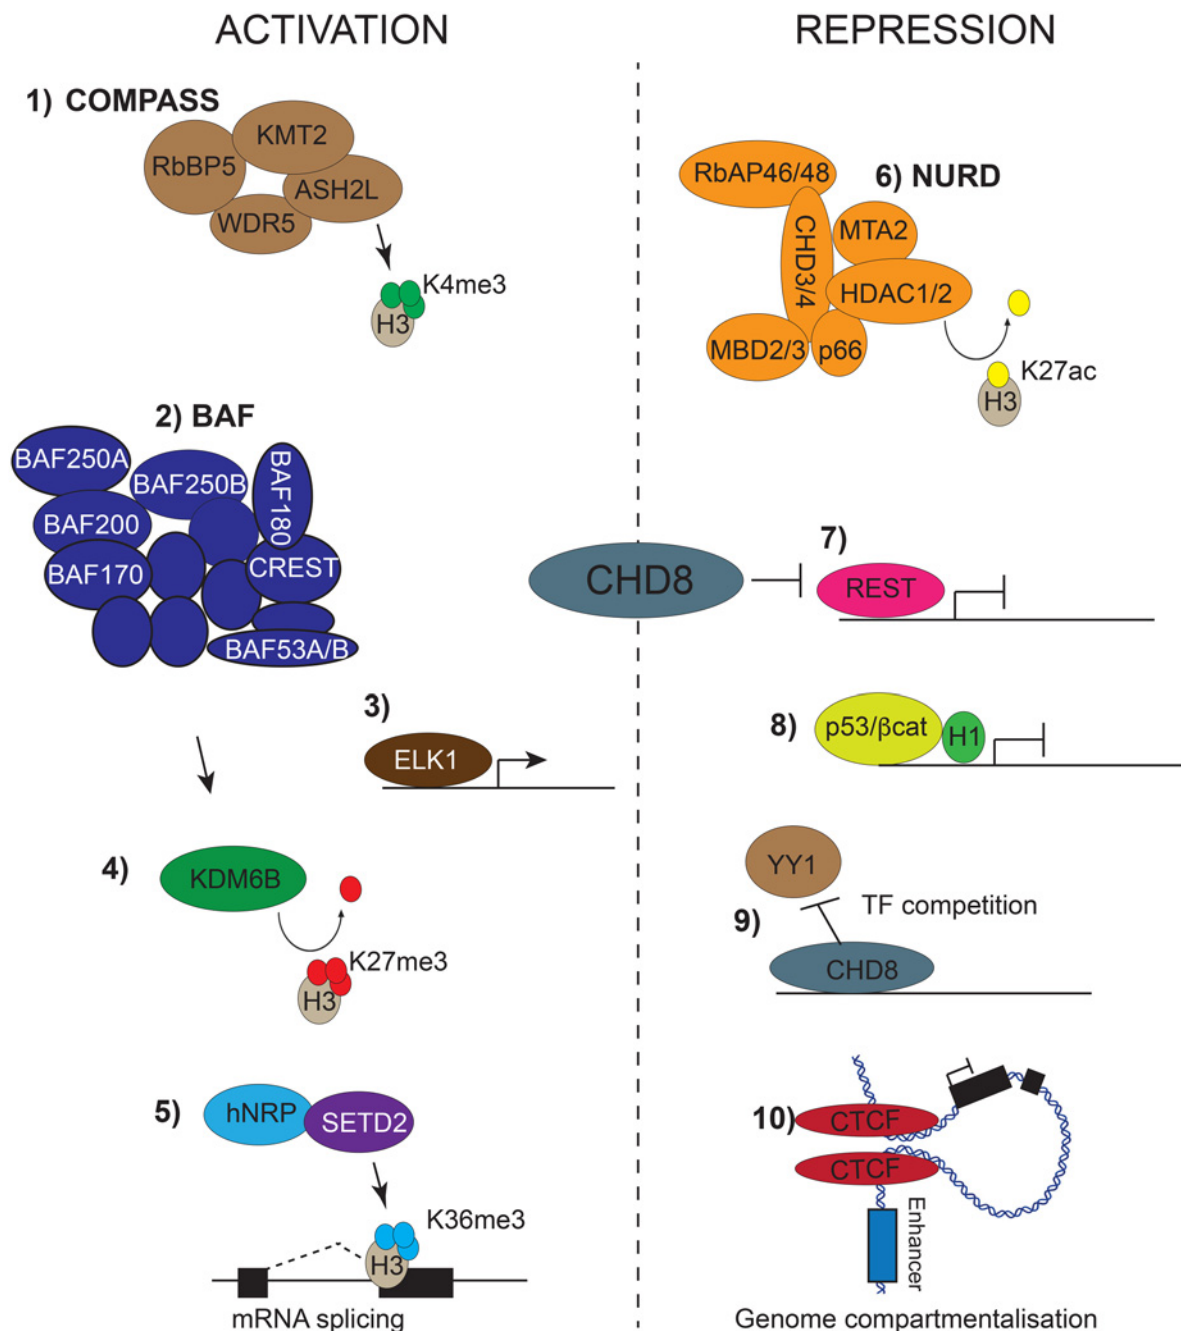 ACTIVATION
REPRESSION
1) COMPASS
KMT2
RbBP5
ASH2L
WDR5
K4me3
H3
2) BAF
BAF250A
BAF250B
BAF180
BAF200
BAF170
CREST
BAF53A/B
3)
ELK1
4)
KDM6B
K27me3
H3
5)
hNRP
SETD2
K36me3
H3
mRNA splicing
CHD8
6) NURD
RbAP46/48
CHD3/4
MTA2
HDAC1/2
MBD2/3
p66
K27ac
H3
7)
REST
8)
p53/βcat
H1
YY1
TF competition
9)
CHD8
10)
CTCF
CTCF
Enhancer
Genome compartmentalisation